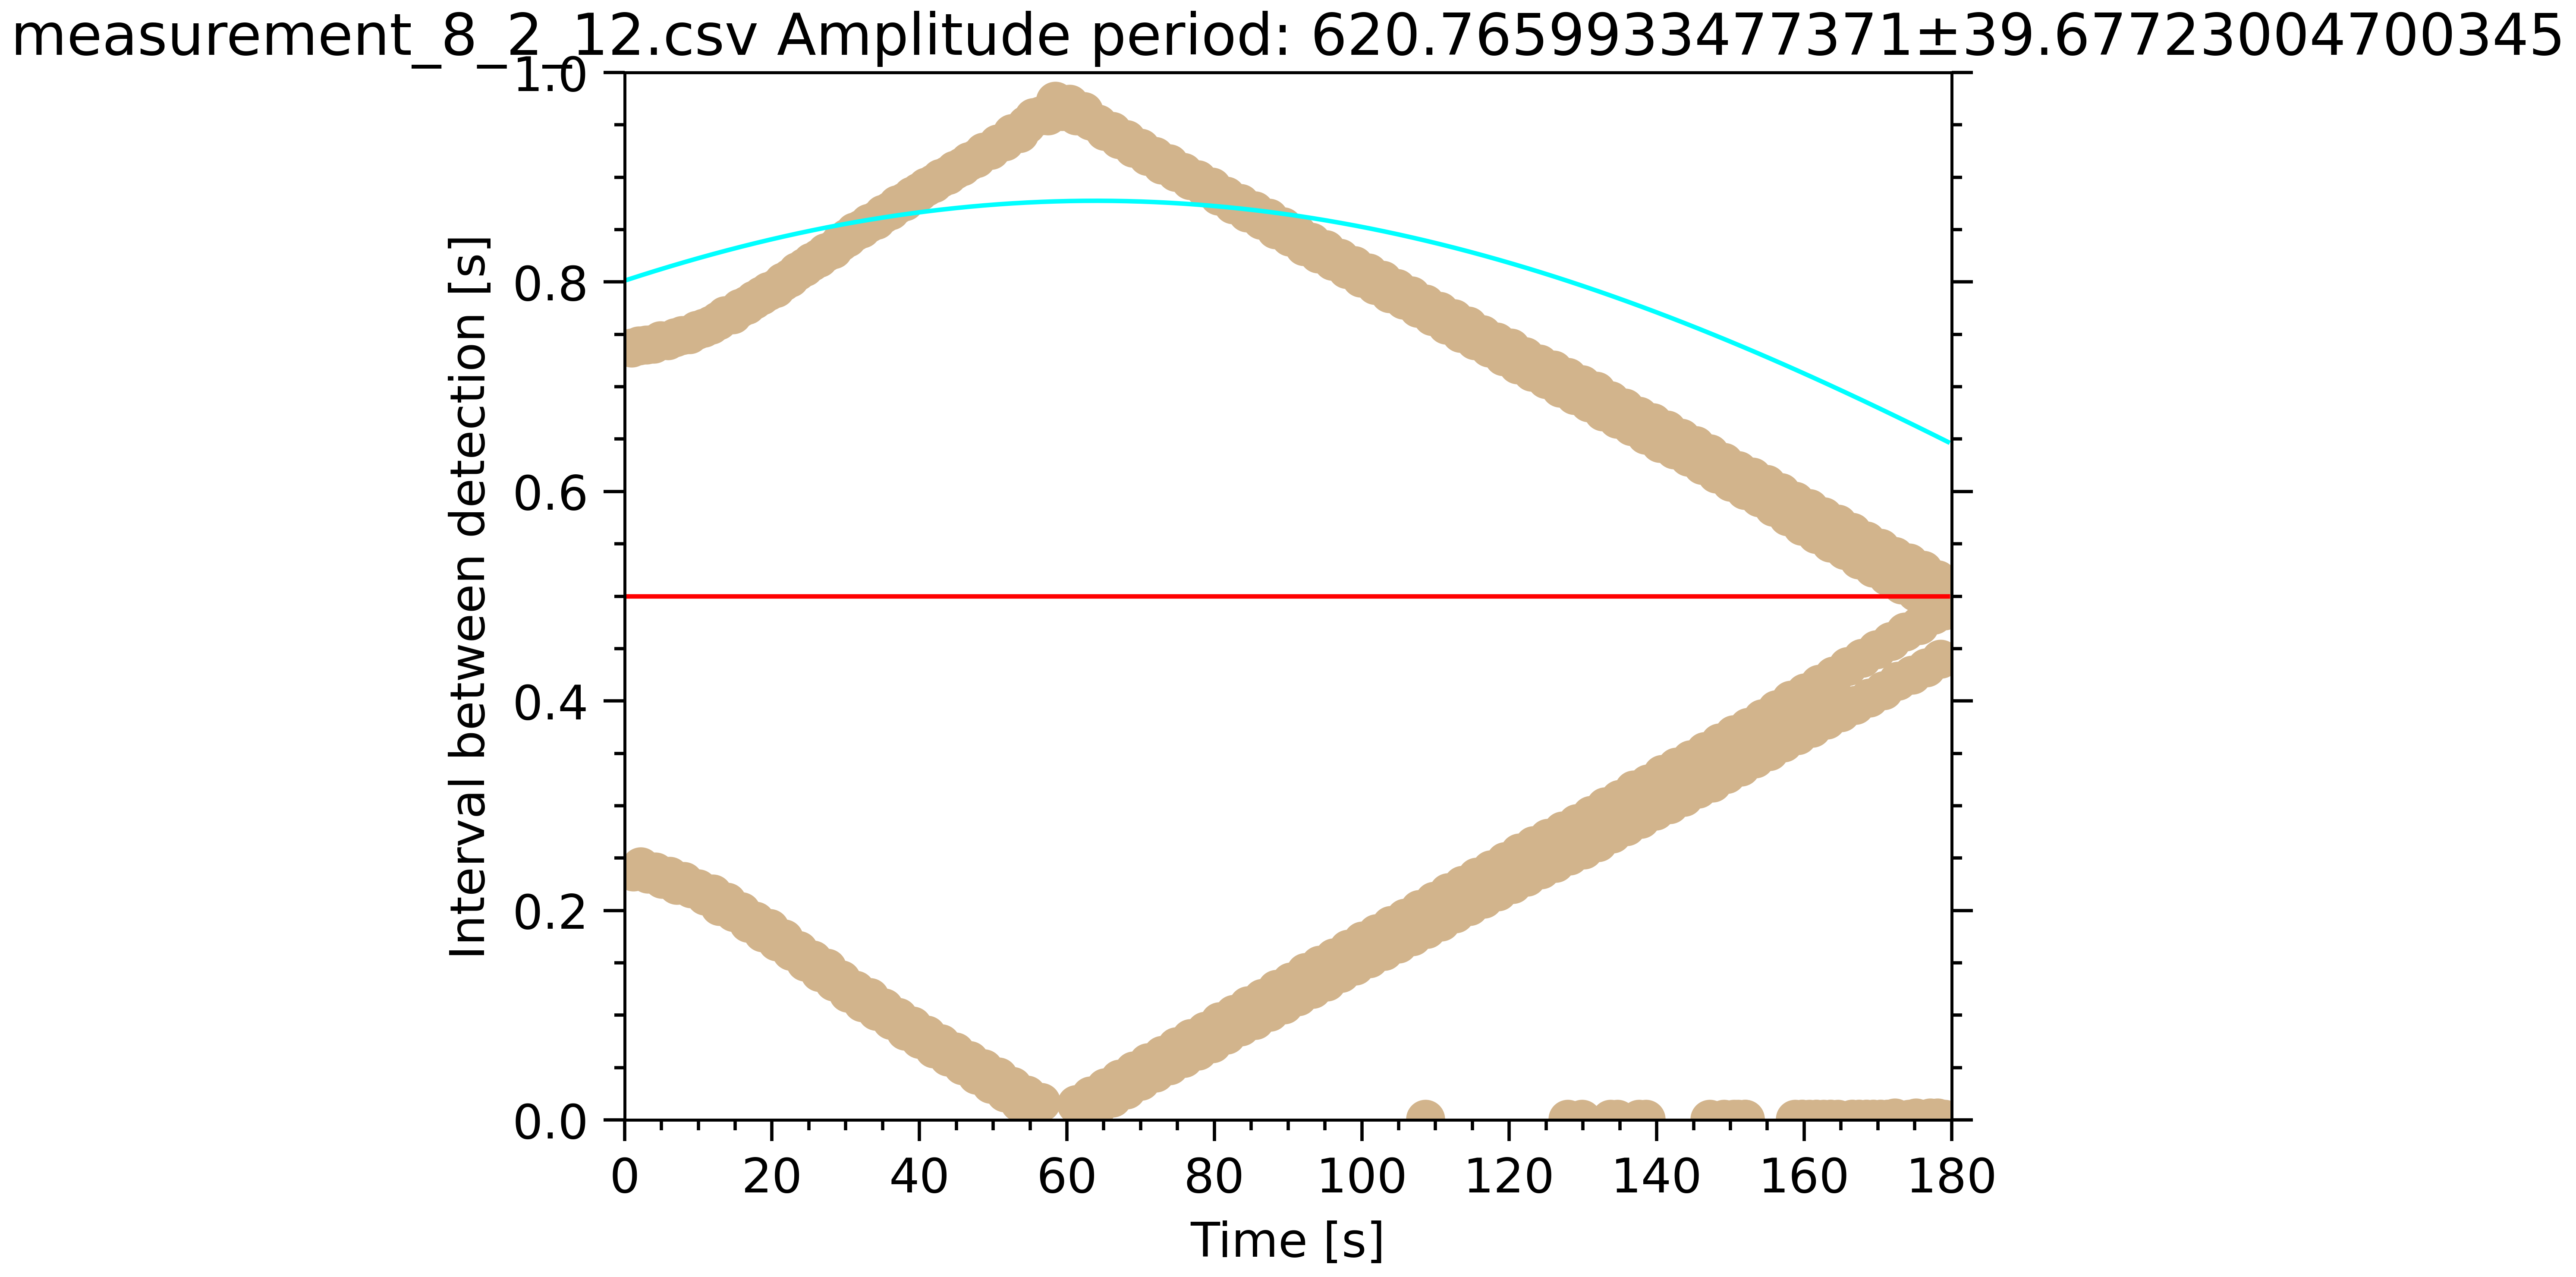 measurement_8_2_12.csv Amplitude period: 620.7659933477371±39.67723004700345
Interval between detection [s]
1.0
0.8
0.6
0.4
0.2
0.0
0 20 40 60 80 100 120 140 160 180
Time [s]